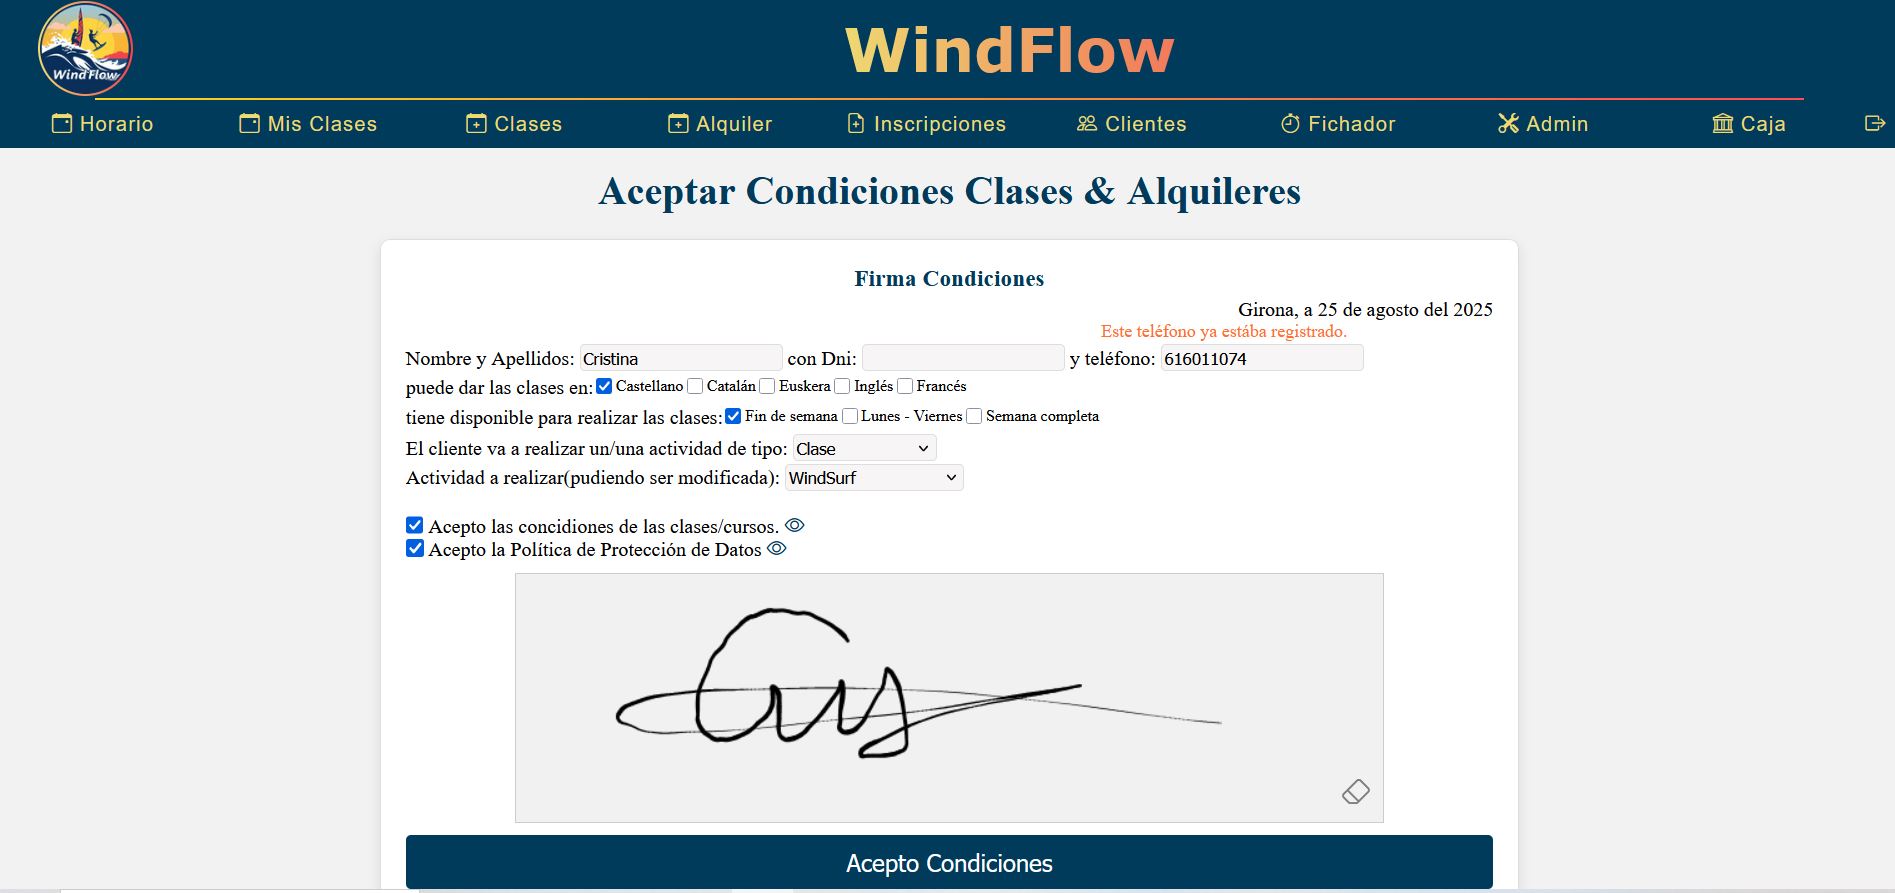 WindFlow
WindFlow
Horario Mis Clases Clases Alquiler Inscripciones Clientes Fichador Admin Caja
Aceptar Condiciones Clases & Alquileres
Firma Condiciones
Girona, a 25 de agosto del 2025
Este teléfono ya estába registrado.
Nombre y Apellidos: Cristina con Dni: y teléfono: 616011074
puede dar las clases en: Castellano Catalán Euskera Inglés Francés
tiene disponible para realizar las clases: Fin de semana Lunes - Viernes Semana completa
El cliente va a realizar un/una actividad de tipo: Clase
Actividad a realizar(pudiendo ser modificada): WindSurf
Acepto las concidiones de las clases/cursos.
Acepto la Política de Protección de Datos
Acepto Condiciones